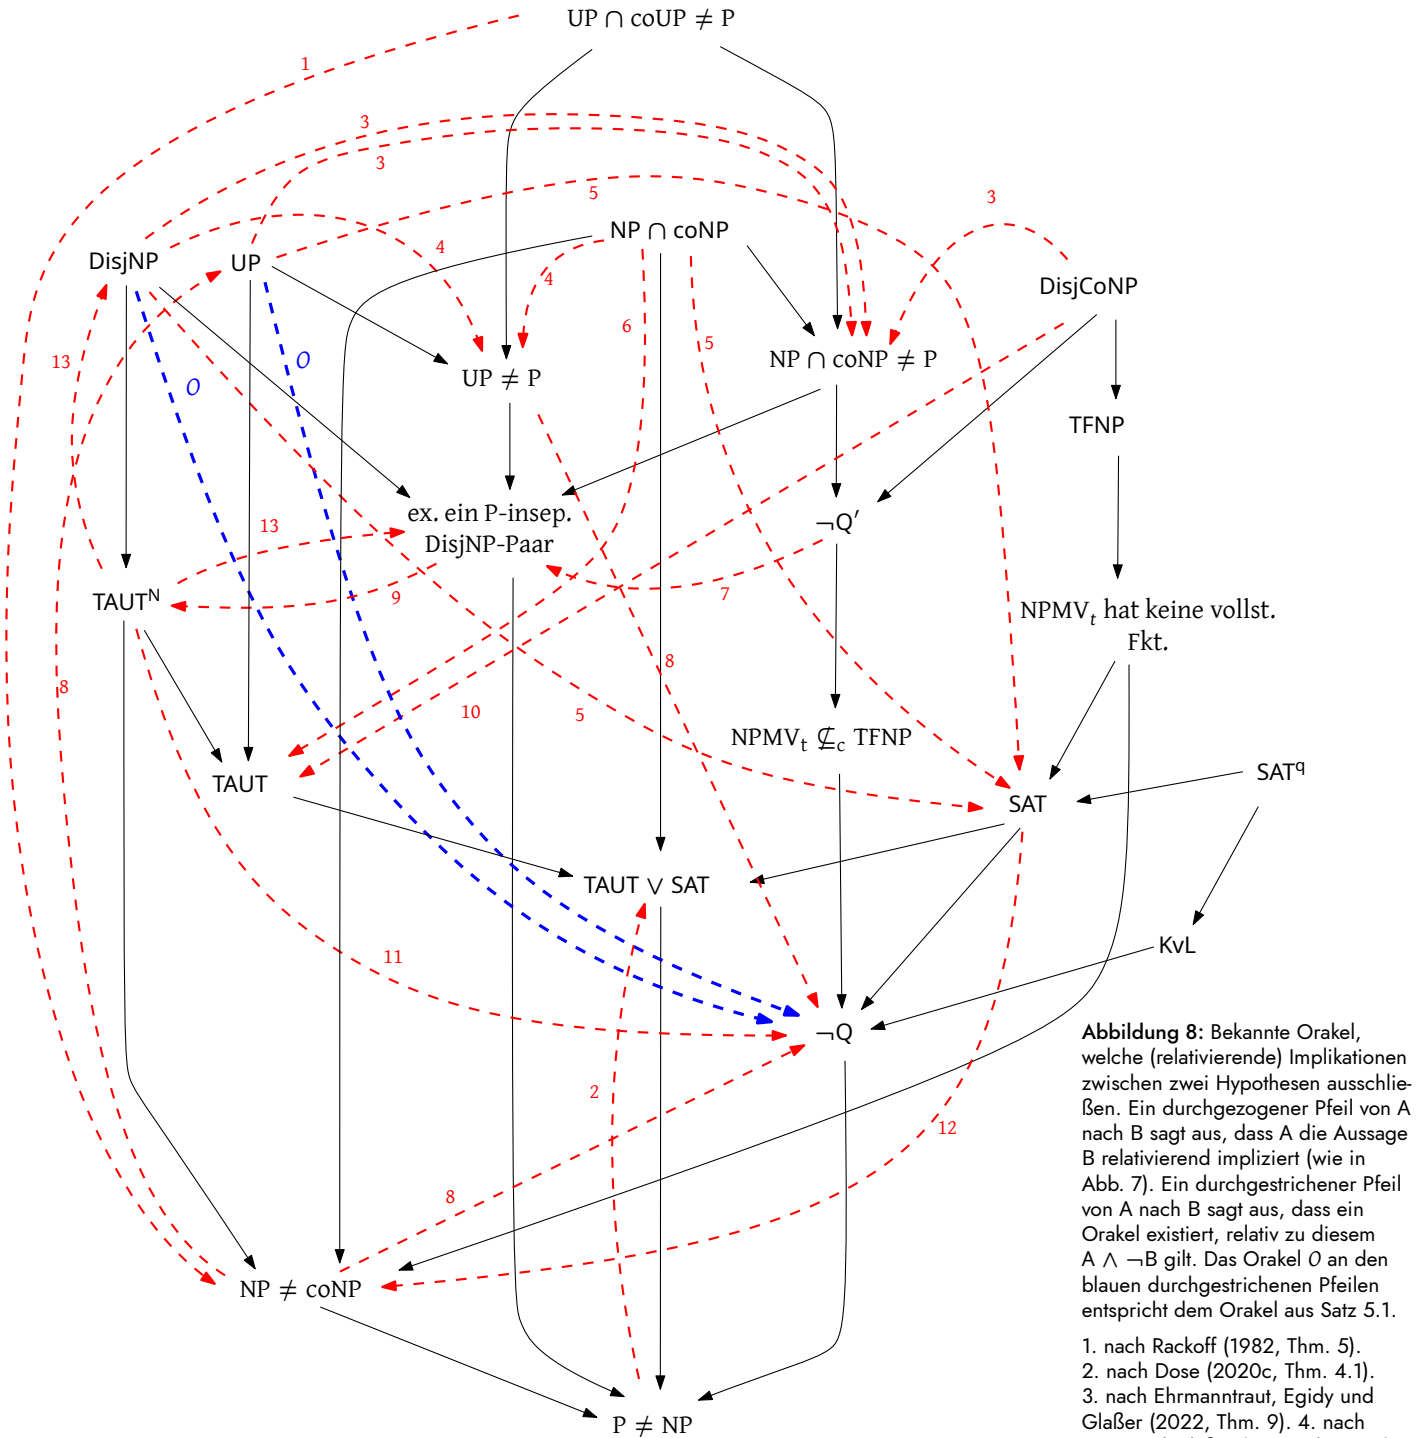 UP ∩ coUP ≠ P
1
3
3
5
3
NP ∩ coNP
4
DisjNP
UP
4
DisjCoNP
6
5
13
O
O
NP ∩ coNP ≠ P
UP ≠ P
TFNP
ex. ein P-insep.
DisjNP-Paar
13
¬Q′
9
7
TAUTᴺ
NPMVₜ hat keine vollst.
Fkt.
8
8
10
5
NPMVₜ ⊈c TFNP
TAUT
SAT
SATq
TAUT ∨ SAT
11
KvL
¬Q
2
12
8
NP ≠ coNP
P ≠ NP
Abbildung 8: Bekannte Orakel,
welche (relativierende) Implikationen
zwischen zwei Hypothesen ausschlie-
ßen. Ein durchgezogener Pfeil von A
nach B sagt aus, dass A die Aussage
B relativierend impliziert (wie in
Abb. 7). Ein durchgestrichener Pfeil
von A nach B sagt aus, dass ein
Orakel existiert, relativ zu diesem
A ∧ ¬B gilt. Das Orakel O an den
blauen durchgestrichenen Pfeilen
entspricht dem Orakel aus Satz 5.1.
1. nach Rackoff (1982, Thm. 5).
2. nach Dose (2020c, Thm. 4.1).
3. nach Ehrmanntraut, Egidy und
Glaßer (2022, Thm. 9). 4. nach